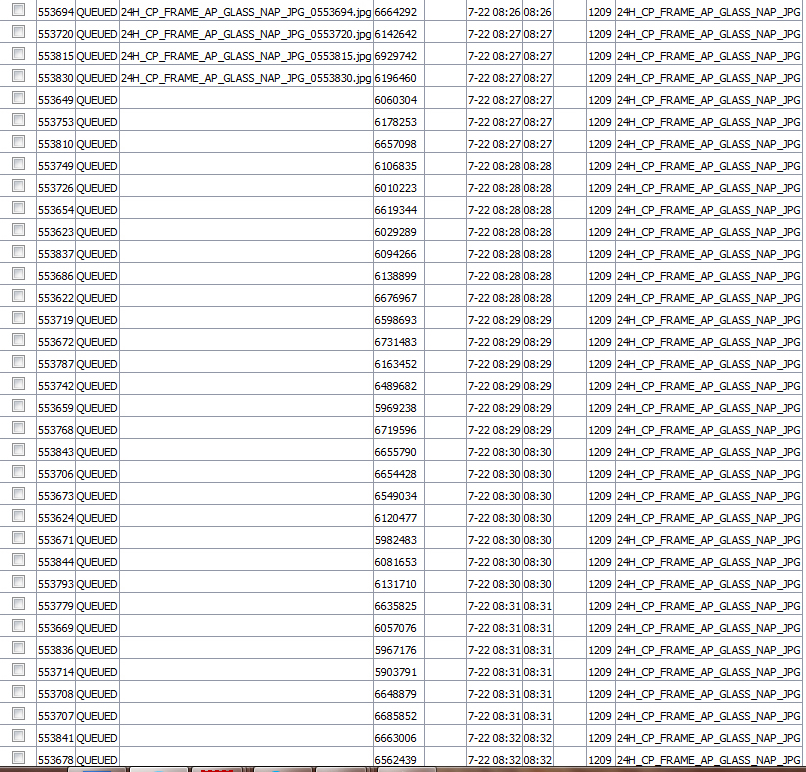 553694 QUEUED 24H_CP_FRAME_AP_GLASS_NAP_JPG_0553694.jpg 6664292 7-22 08:26 08:26 1209 24H_CP_FRAME_AP_GLASS_NAP_JPG
553720 QUEUED 24H_CP_FRAME_AP_GLASS_NAP_JPG_0553720.jpg 6142642 7-22 08:27 08:27 1209 24H_CP_FRAME_AP_GLASS_NAP_JPG
553815 QUEUED 24H_CP_FRAME_AP_GLASS_NAP_JPG_0553815.jpg 6929742 7-22 08:27 08:27 1209 24H_CP_FRAME_AP_GLASS_NAP_JPG
553830 QUEUED 24H_CP_FRAME_AP_GLASS_NAP_JPG_0553830.jpg 6196460 7-22 08:27 08:27 1209 24H_CP_FRAME_AP_GLASS_NAP_JPG
553649 QUEUED 6060304 7-22 08:27 08:27 1209 24H_CP_FRAME_AP_GLASS_NAP_JPG
553753 QUEUED 6178253 7-22 08:27 08:27 1209 24H_CP_FRAME_AP_GLASS_NAP_JPG
553810 QUEUED 6657098 7-22 08:27 08:27 1209 24H_CP_FRAME_AP_GLASS_NAP_JPG
553749 QUEUED 6106835 7-22 08:28 08:28 1209 24H_CP_FRAME_AP_GLASS_NAP_JPG
553726 QUEUED 6010223 7-22 08:28 08:28 1209 24H_CP_FRAME_AP_GLASS_NAP_JPG
553654 QUEUED 6619344 7-22 08:28 08:28 1209 24H_CP_FRAME_AP_GLASS_NAP_JPG
553623 QUEUED 6029289 7-22 08:28 08:28 1209 24H_CP_FRAME_AP_GLASS_NAP_JPG
553837 QUEUED 6094266 7-22 08:28 08:28 1209 24H_CP_FRAME_AP_GLASS_NAP_JPG
553686 QUEUED 6138899 7-22 08:28 08:28 1209 24H_CP_FRAME_AP_GLASS_NAP_JPG
553622 QUEUED 6676967 7-22 08:28 08:28 1209 24H_CP_FRAME_AP_GLASS_NAP_JPG
553719 QUEUED 6598693 7-22 08:29 08:29 1209 24H_CP_FRAME_AP_GLASS_NAP_JPG
553672 QUEUED 6731483 7-22 08:29 08:29 1209 24H_CP_FRAME_AP_GLASS_NAP_JPG
553787 QUEUED 6163452 7-22 08:29 08:29 1209 24H_CP_FRAME_AP_GLASS_NAP_JPG
553742 QUEUED 6489682 7-22 08:29 08:29 1209 24H_CP_FRAME_AP_GLASS_NAP_JPG
553659 QUEUED 5969238 7-22 08:29 08:29 1209 24H_CP_FRAME_AP_GLASS_NAP_JPG
553768 QUEUED 6719596 7-22 08:29 08:29 1209 24H_CP_FRAME_AP_GLASS_NAP_JPG
553843 QUEUED 6655790 7-22 08:30 08:30 1209 24H_CP_FRAME_AP_GLASS_NAP_JPG
553706 QUEUED 6654428 7-22 08:30 08:30 1209 24H_CP_FRAME_AP_GLASS_NAP_JPG
553673 QUEUED 6549034 7-22 08:30 08:30 1209 24H_CP_FRAME_AP_GLASS_NAP_JPG
553624 QUEUED 6120477 7-22 08:30 08:30 1209 24H_CP_FRAME_AP_GLASS_NAP_JPG
553671 QUEUED 5982483 7-22 08:30 08:30 1209 24H_CP_FRAME_AP_GLASS_NAP_JPG
553844 QUEUED 6081653 7-22 08:30 08:30 1209 24H_CP_FRAME_AP_GLASS_NAP_JPG
553793 QUEUED 6131710 7-22 08:30 08:30 1209 24H_CP_FRAME_AP_GLASS_NAP_JPG
553779 QUEUED 6635825 7-22 08:31 08:31 1209 24H_CP_FRAME_AP_GLASS_NAP_JPG
553669 QUEUED 6057076 7-22 08:31 08:31 1209 24H_CP_FRAME_AP_GLASS_NAP_JPG
553836 QUEUED 5967176 7-22 08:31 08:31 1209 24H_CP_FRAME_AP_GLASS_NAP_JPG
553714 QUEUED 5903791 7-22 08:31 08:31 1209 24H_CP_FRAME_AP_GLASS_NAP_JPG
553708 QUEUED 6648879 7-22 08:31 08:31 1209 24H_CP_FRAME_AP_GLASS_NAP_JPG
553707 QUEUED 6685852 7-22 08:31 08:31 1209 24H_CP_FRAME_AP_GLASS_NAP_JPG
553841 QUEUED 6663006 7-22 08:32 08:32 1209 24H_CP_FRAME_AP_GLASS_NAP_JPG
553678 QUEUED 6562439 7-22 08:32 08:32 1209 24H_CP_FRAME_AP_GLASS_NAP_JPG